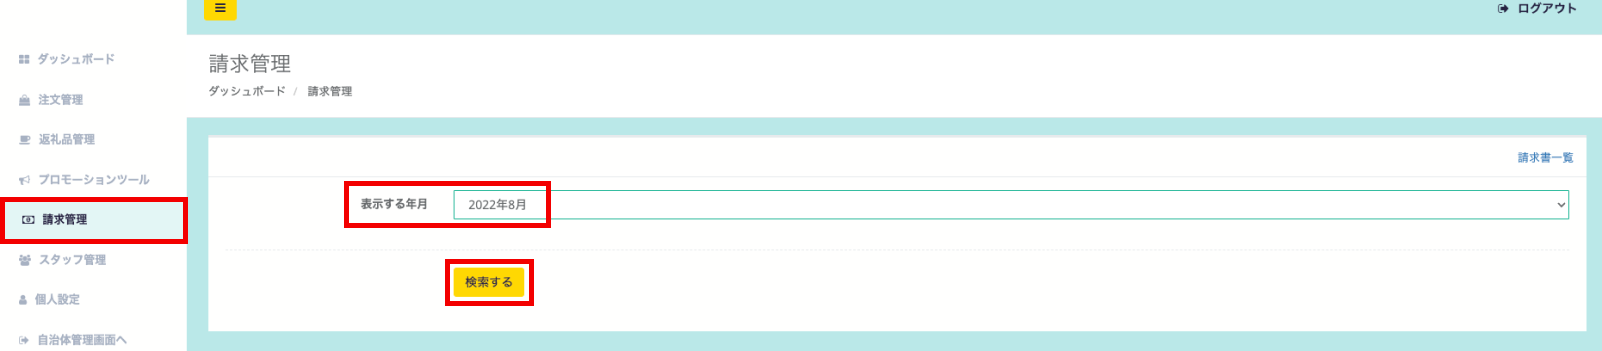 ログアウト
ダッシュボード
注文管理
返礼品管理
プロモーションツール
請求管理
スタッフ管理
個人設定
自治体管理画面へ
請求管理
ダッシュボード / 請求管理
請求書一覧
表示する年月 2022年8月
検索する